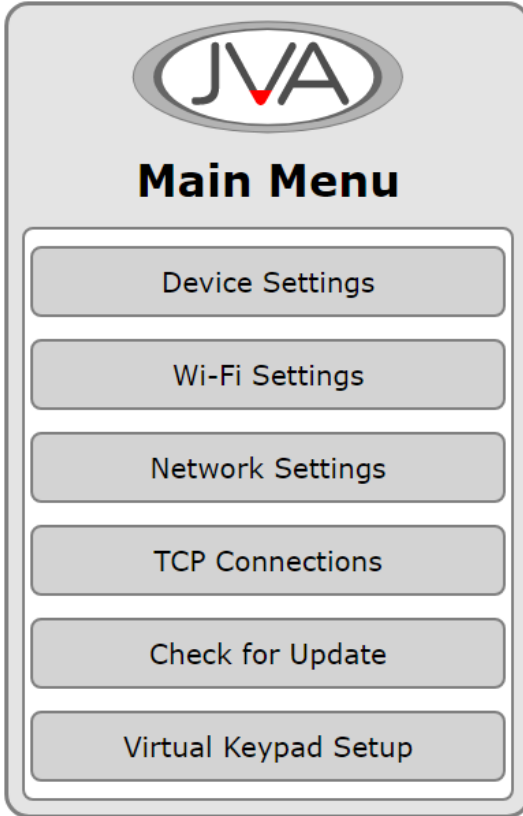 JVA
Main Menu
Device Settings
Wi-Fi Settings
Network Settings
TCP Connections
Check for Update
Virtual Keypad Setup